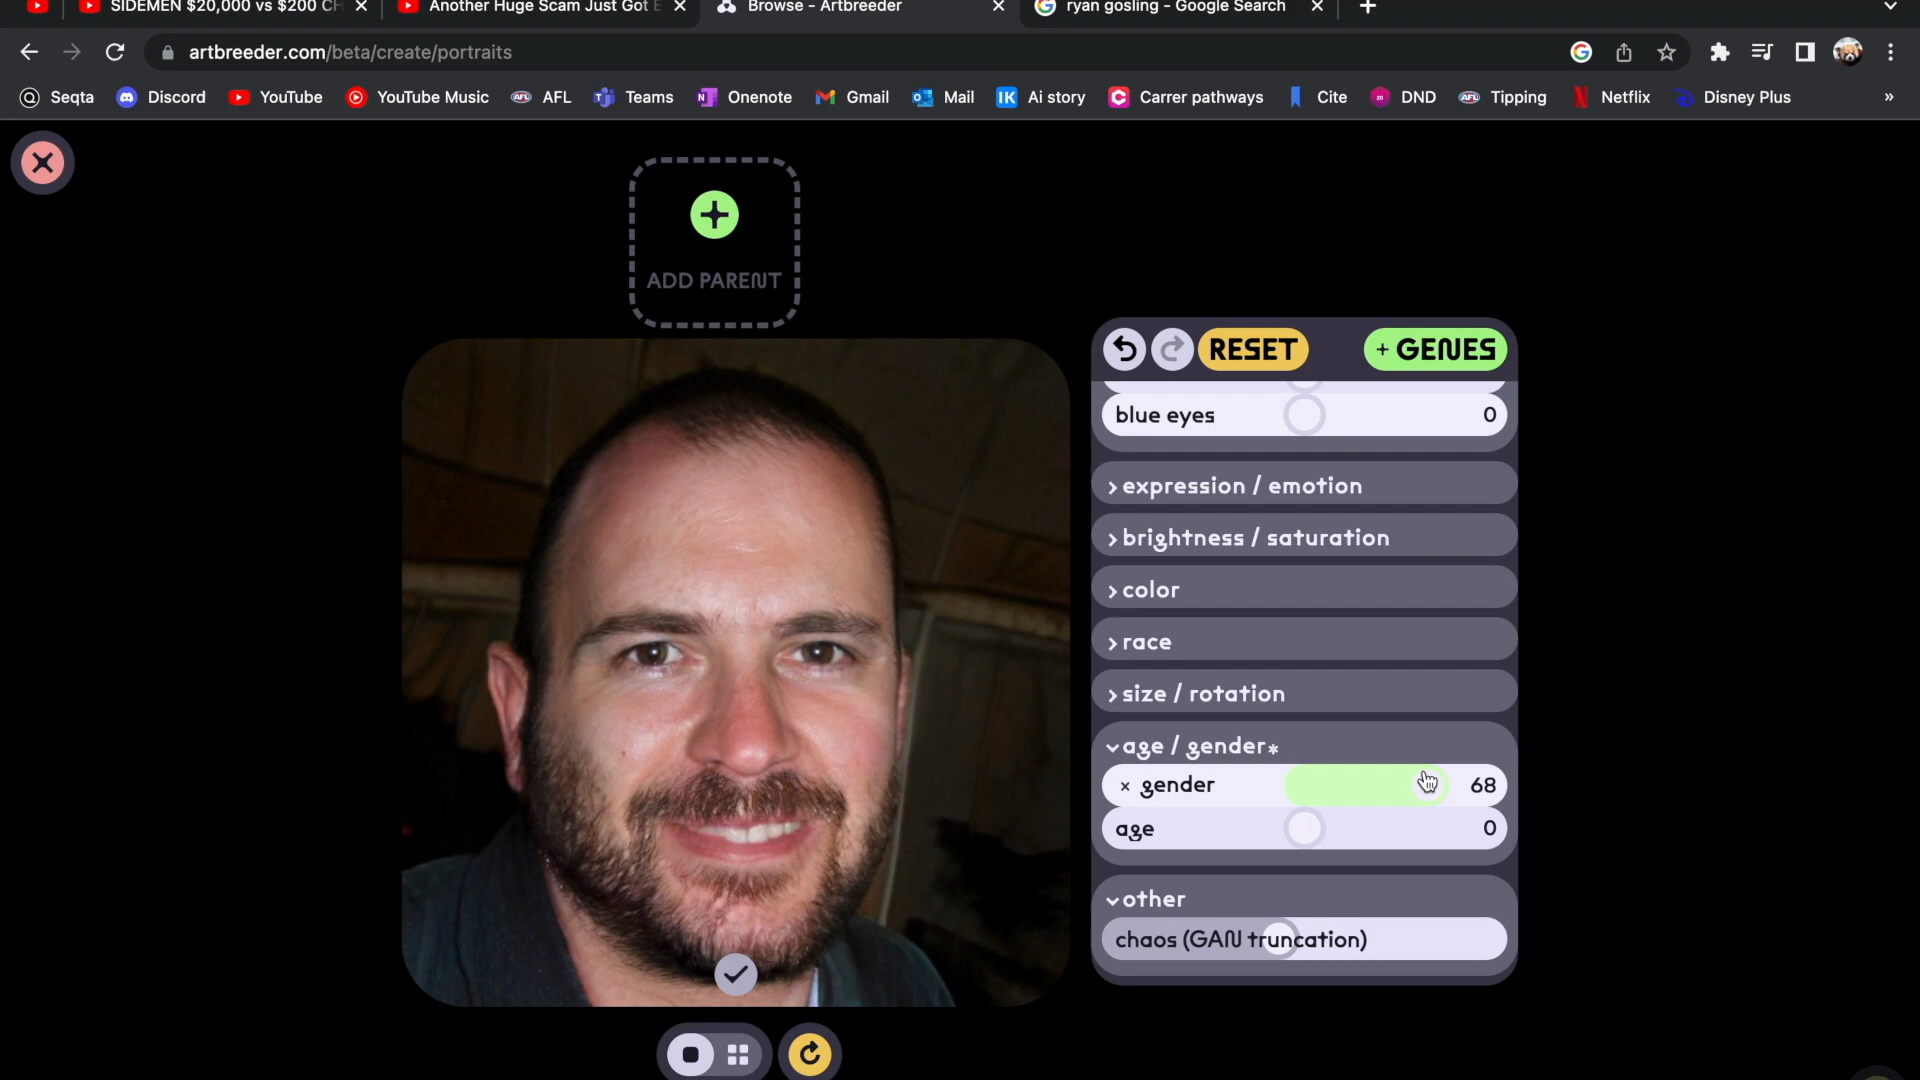 SIDEMEN $20,000 vs $200 CH
Another Huge Scam Just Got E
Browse - Artbreeder
ryan gosling - Google Search
artbreeder.com/beta/create/portraits
Seqta
Discord
YouTube
YouTube Music
AFL
Teams
Onenote
Gmail
Mail
Ai story
Carrer pathways
Cite
DND
Tipping
Netflix
Disney Plus
»
+
ADD PARENT
RESET
+ GENES
blue eyes 0
> expression / emotion
> brightness / saturation
> color
> race
> size / rotation
age / gender*
× gender 68
age 0
other
chaos (GAN truncation)